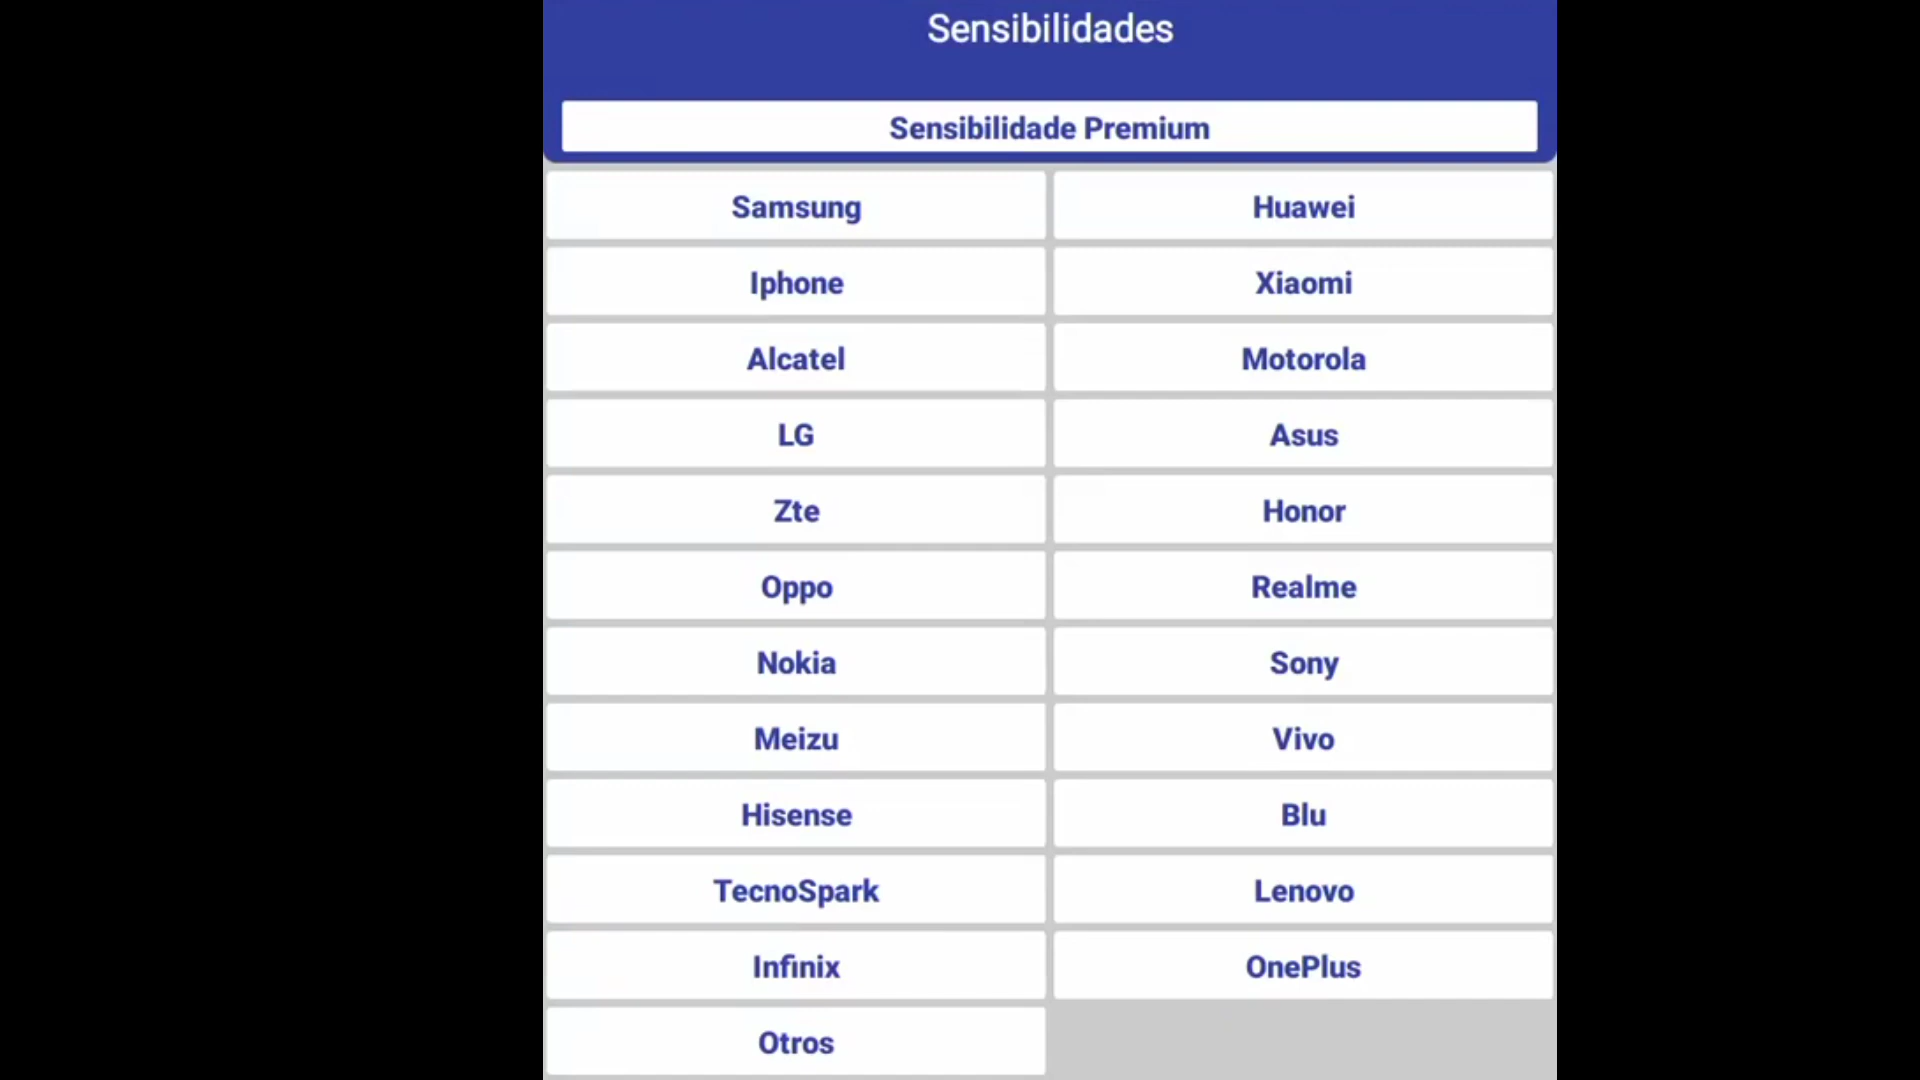 Sensibilidades
Sensibilidade Premium
Samsung Huawei
Iphone Xiaomi
Alcatel Motorola
LG Asus
Zte Honor
Oppo Realme
Nokia Sony
Meizu Vivo
Hisense Blu
TecnoSpark Lenovo
Infinix OnePlus
Otros